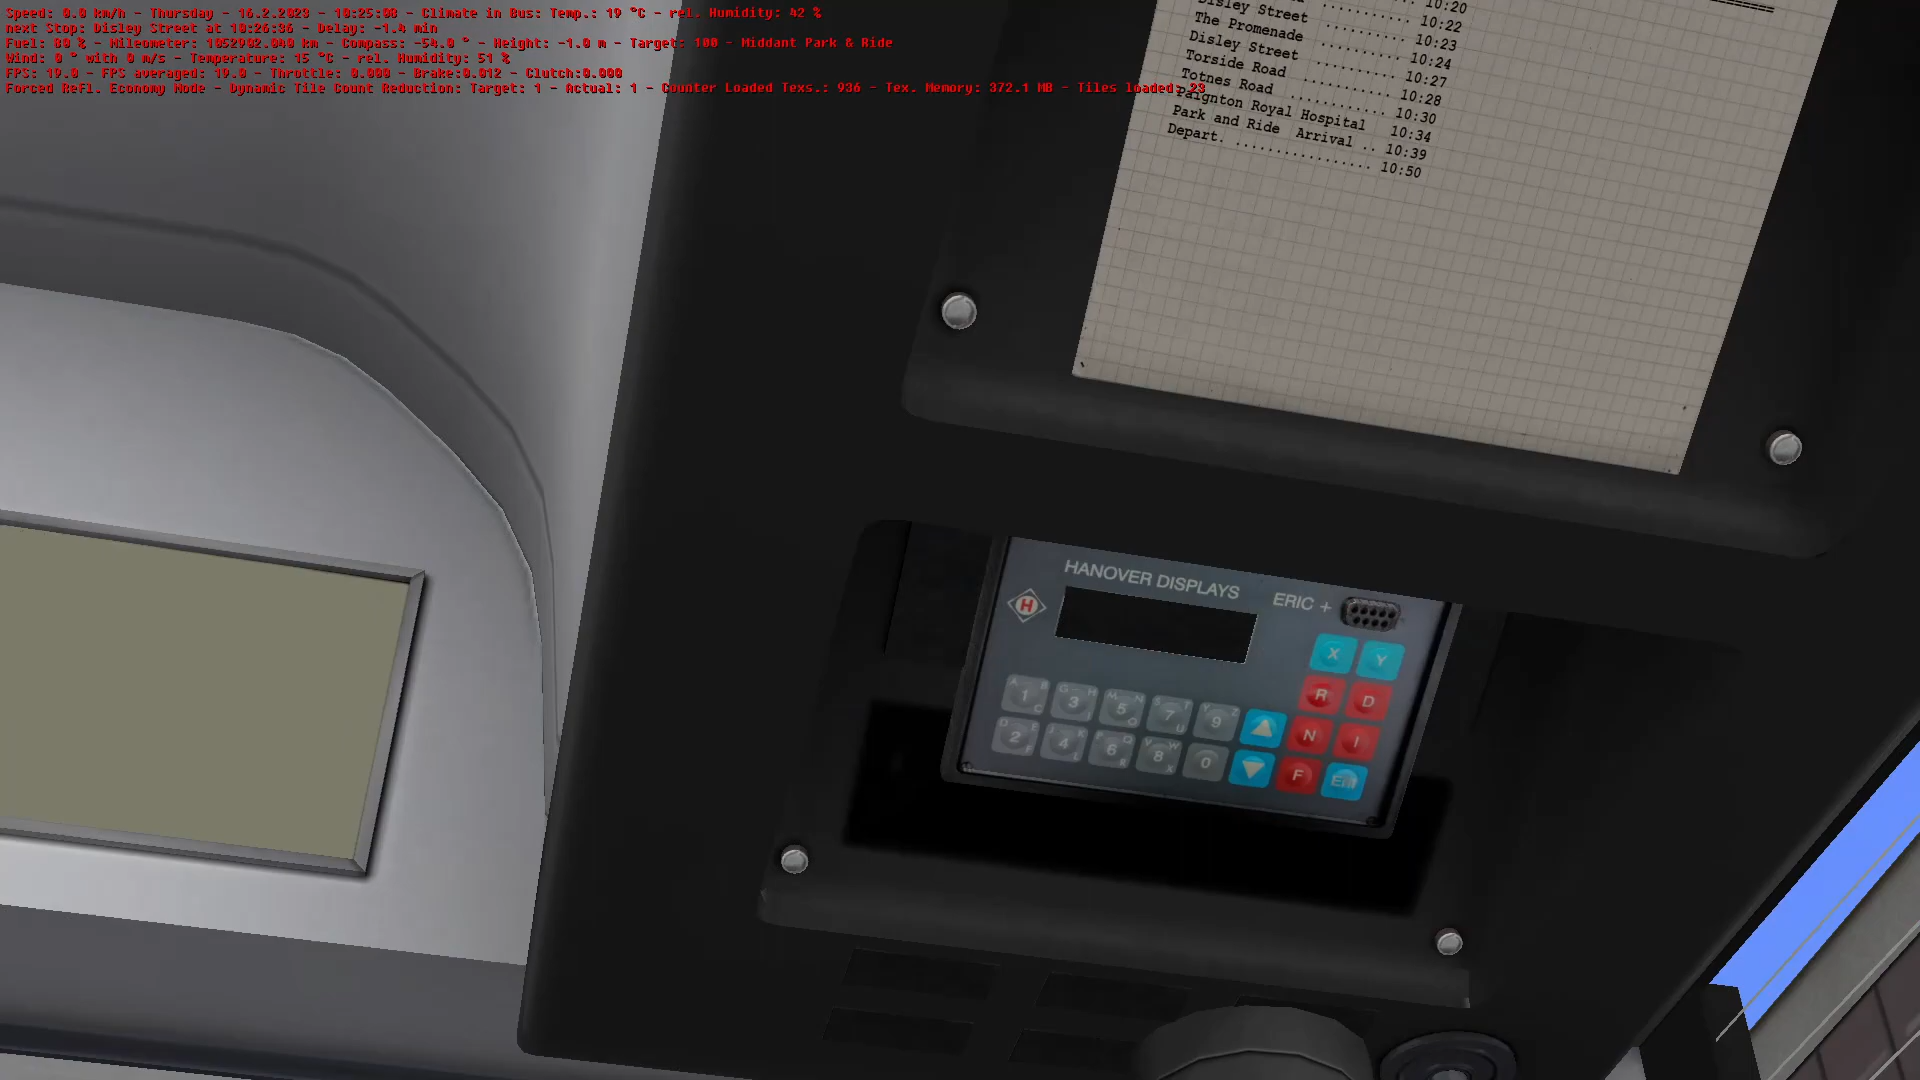 Speed: 0.0 km/h - Thursday - 16.2.2023 - 10:25:08 - Climate in Bus: Temp.: 19 °C - rel. Humidity: 42 %
next Stop: Disley Street at 10:26:36 - Delay: -1.4 min
Fuel: 80 % - Mileometer: 1052902.040 km - Compass: -54.0 ° - Height: -1.0 m - Target: 100 - Middant Park & Ride
Wind: 0 ° with 0 m/s - Temperature: 15 °C - rel. Humidity: 51 %
FPS: 19.0 - FPS averaged: 19.0 - Throttle: 0.000 - Brake:0.012 - Clutch:0.000
Forced Refl. Economy Mode - Dynamic Tile Count Reduction: Target: 1 - Actual: 1 - Counter Loaded Texs.: 936 - Tex. Memory: 372.1 MB - Tiles loaded: 23
10:20
Disley Street ........... 10:22
The Promenade ........... 10:23
Disley Street ........... 10:24
Torside Road ............ 10:27
Totnes Road ............. 10:28
Paignton Royal Hospital 10:30
Park and Ride Arrival .. 10:34
Depart. ................. 10:39
10:50
HANOVER DISPLAYS
ERIC +
H
X Y
R D
N I
F Ent
A B C 1
G H I 3
M N O 5
S T U 7
Y Z 9
D E F 2
J K L 4
P Q R 6
V W X 8
0